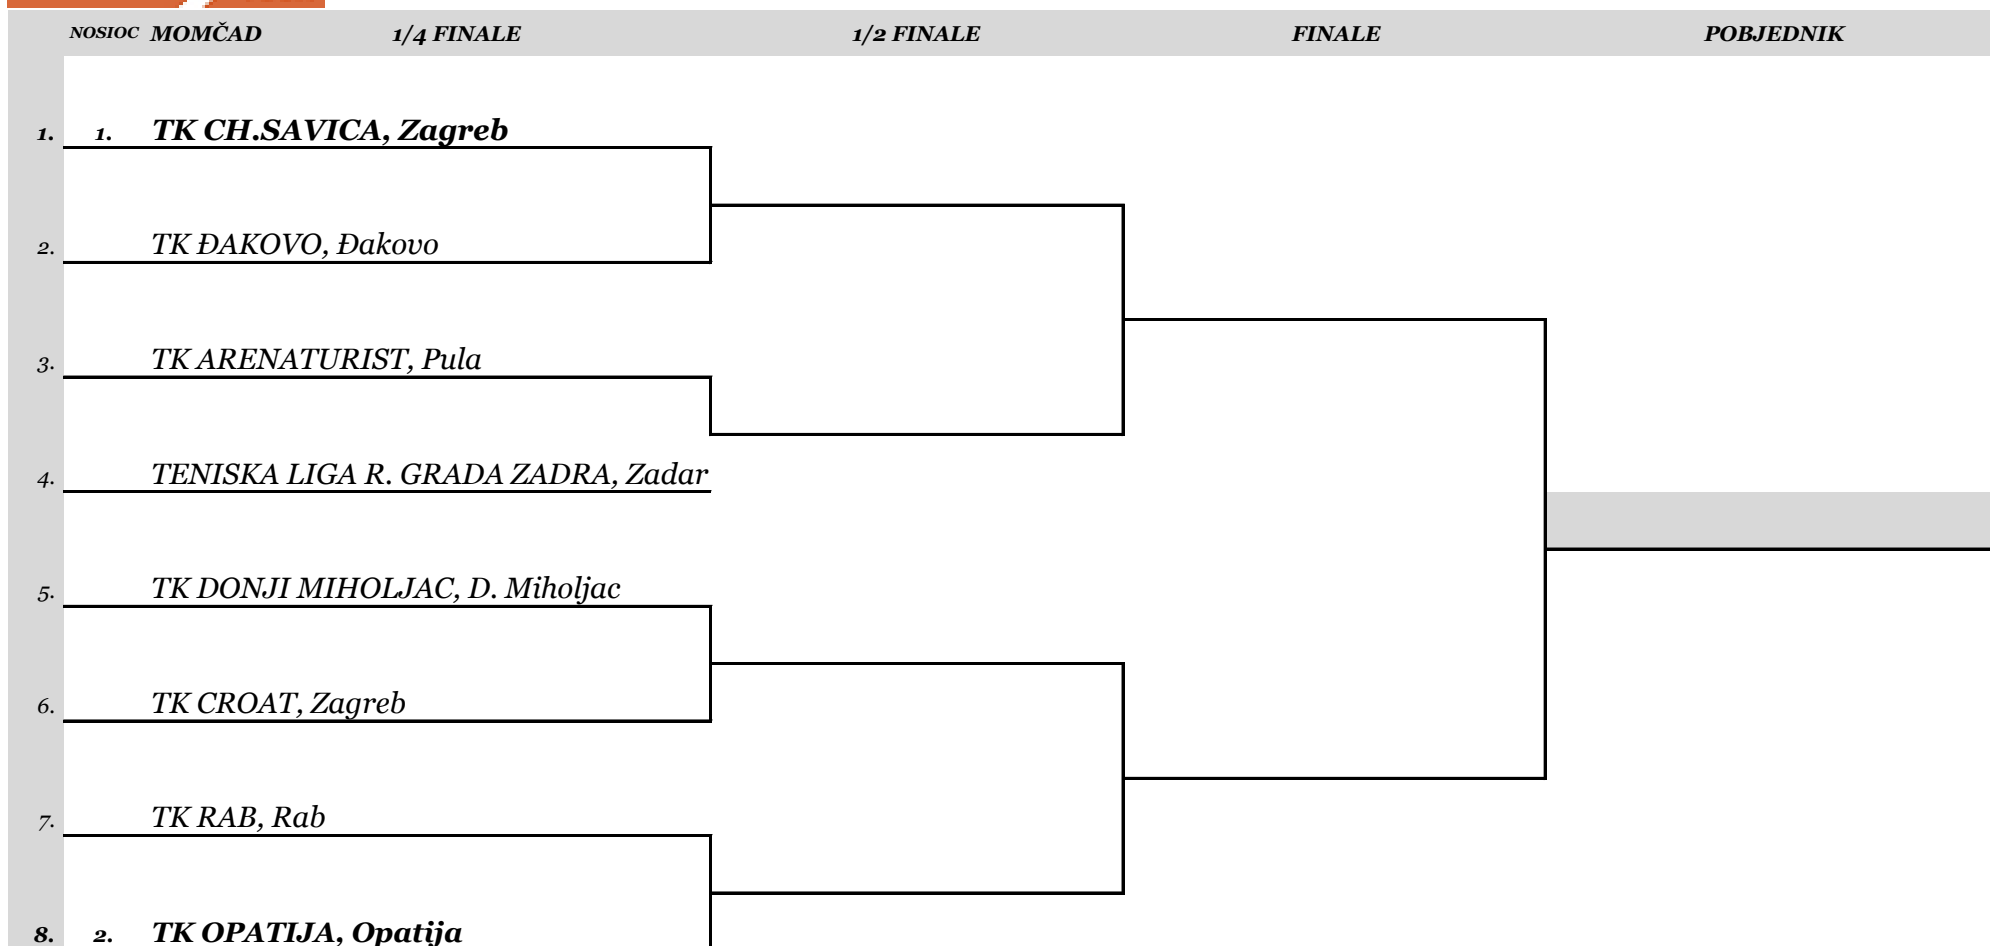 NOSIOC MOMČAD 1/4 FINALE 1/2 FINALE FINALE POBJEDNIK
1. 1. TK CH.SAVICA, Zagreb
2. TK ĐAKOVO, Đakovo
3. TK ARENATURIST, Pula
4. TENISKA LIGA R. GRADA ZADRA, Zadar
5. TK DONJI MIHOLJAC, D. Miholjac
6. TK CROAT, Zagreb
7. TK RAB, Rab
8. 2. TK OPATIJA, Opatija